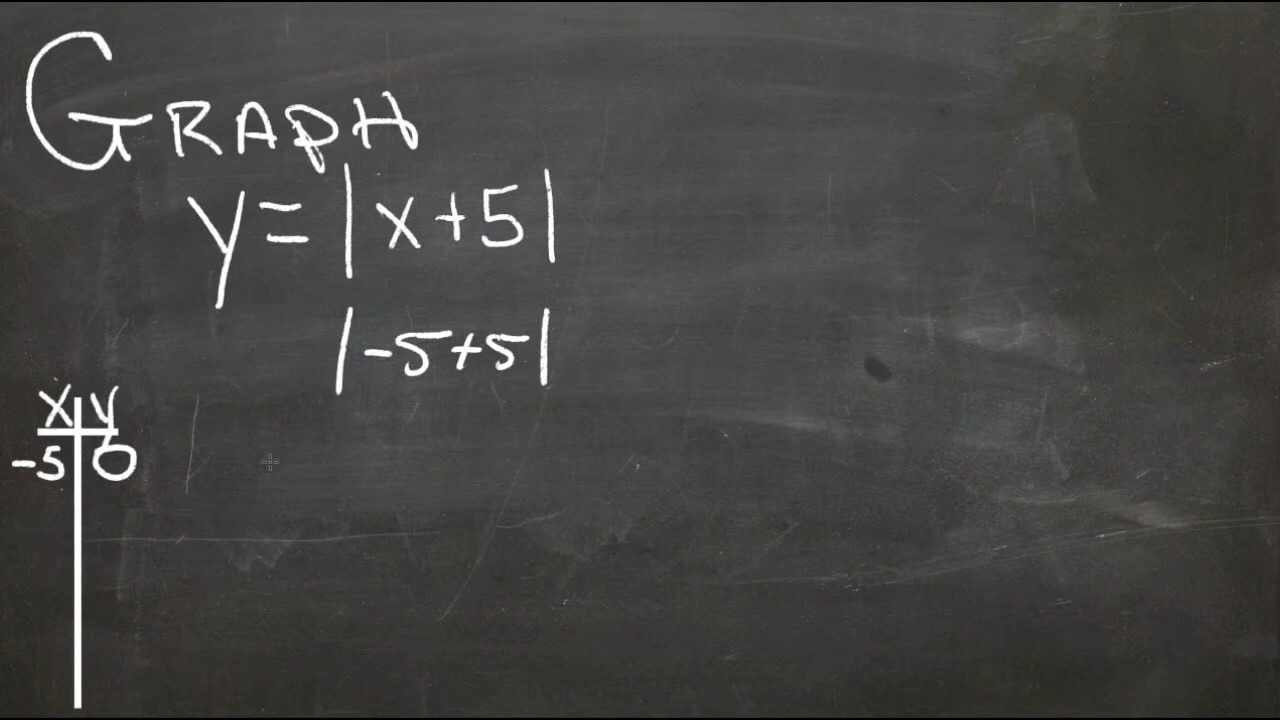 GRAPH
y = |x+5|
|-5+5|
x y
-5 0